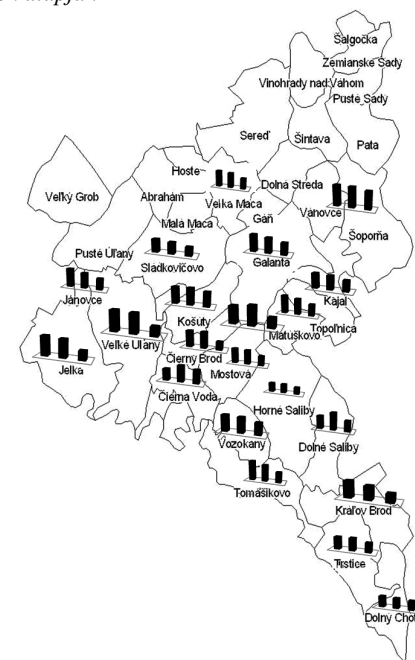 Šalgočka
Zemianske Sady
Vinohrady nad Váhom
Pusté Sady
Sereď
Šintava
Pata
Hoste
Dolná Streda
Veľký Grob
Abrahám
Veľká Mača
Váhovce
Malá Mača
Gáň
Šoporňa
Pusté Úľany
Sládkovičovo
Galanta
Jánovce
Kajal
Košúty
Topoľnica
Matúškovo
Veľké Úľany
Čierny Brod
Jelka
Mostová
Čierna Voda
Horné Saliby
Vozokany
Dolné Saliby
Tomášikovo
Kráľov Brod
Trstice
Dolný Chot